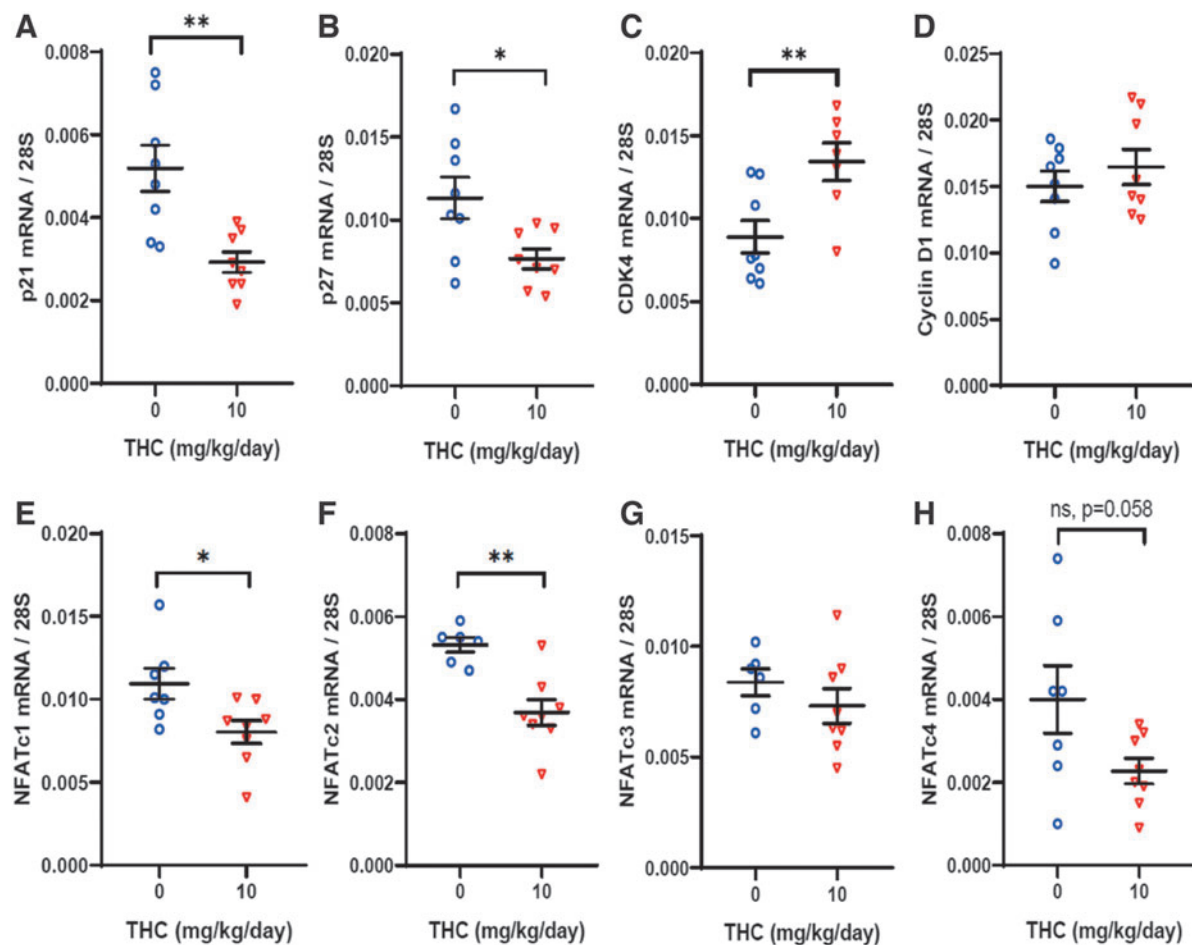 A
**
p21 mRNA / 28S
0.008
0.006
0.004
0.002
0.000
0
10
THC (mg/kg/day)
B
*
p27 mRNA / 28S
0.020
0.015
0.010
0.005
0.000
0
10
THC (mg/kg/day)
C
**
CDK4 mRNA / 28S
0.020
0.015
0.010
0.005
0.000
0
10
THC (mg/kg/day)
D
Cyclin D1 mRNA / 28S
0.025
0.020
0.015
0.010
0.005
0.000
0
10
THC (mg/kg/day)
E
*
NFATc1 mRNA / 28S
0.020
0.015
0.010
0.005
0.000
0
10
THC (mg/kg/day)
F
**
NFATc2 mRNA / 28S
0.008
0.006
0.004
0.002
0.000
0
10
THC (mg/kg/day)
G
NFATc3 mRNA / 28S
0.015
0.010
0.005
0.000
0
10
THC (mg/kg/day)
H
ns, p=0.058
NFATc4 mRNA / 28S
0.008
0.006
0.004
0.002
0.000
0
10
THC (mg/kg/day)